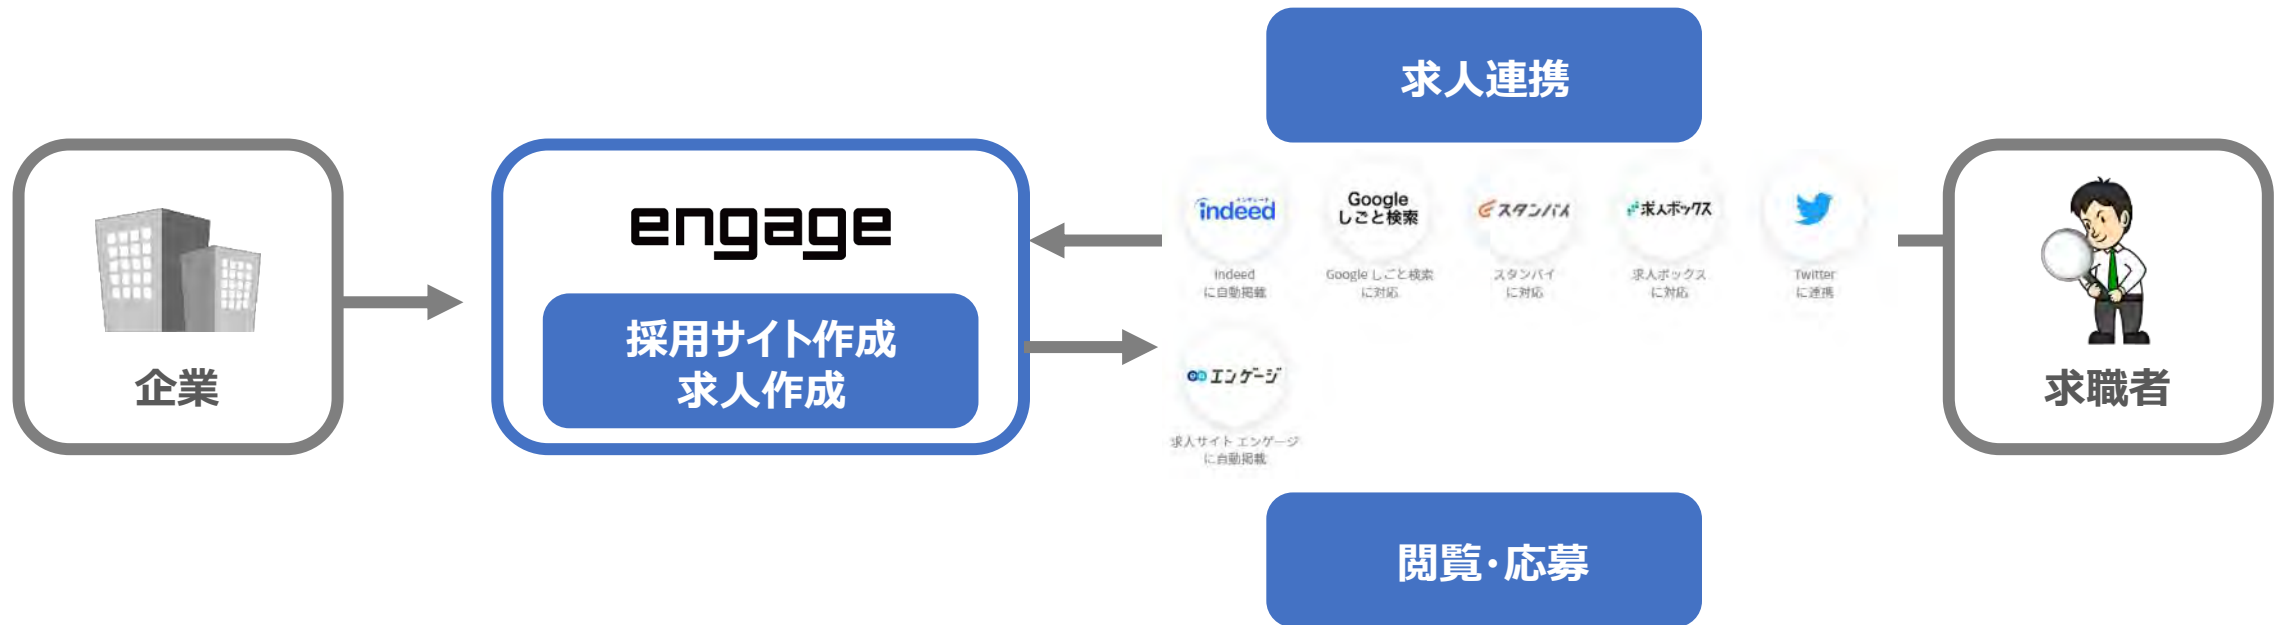 求人連携
企業
engage
採用サイト作成
求人作成
indeed
Google
しごと検索
スタンバイ
求人ボックス
Indeed
に自動掲載
Google しごと検索
に対応
スタンバイ
に対応
求人ボックス
に対応
Twitter
に連携
エンゲージ
求人サイト エンゲージ
に自動掲載
求職者
閲覧・応募